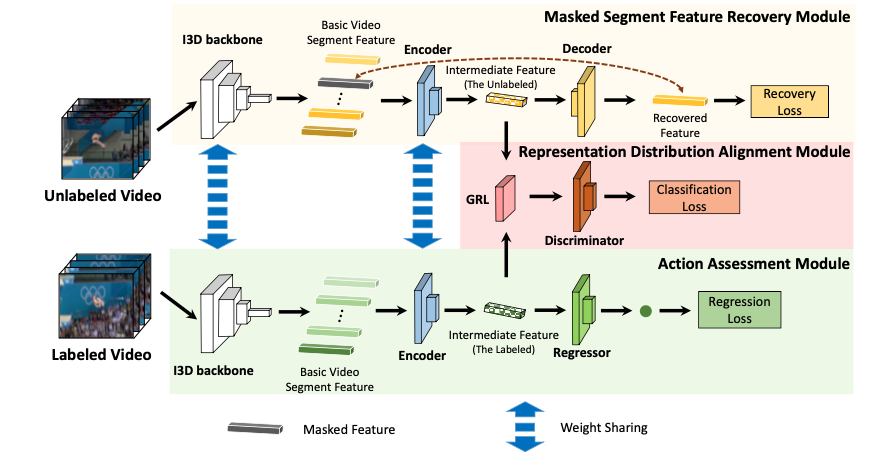 Masked Segment Feature Recovery Module
I3D backbone
Basic Video
Segment Feature
Encoder
Intermediate Feature
(The Unlabeled)
Decoder
Recovered
Feature
Recovery
Loss
Unlabeled Video
Representation Distribution Alignment Module
GRL
Discriminator
Classification
Loss
Action Assessment Module
Labeled Video
I3D backbone
Basic Video
Segment Feature
Encoder
Intermediate Feature
(The Labeled)
Regressor
Regression
Loss
Masked Feature
Weight Sharing